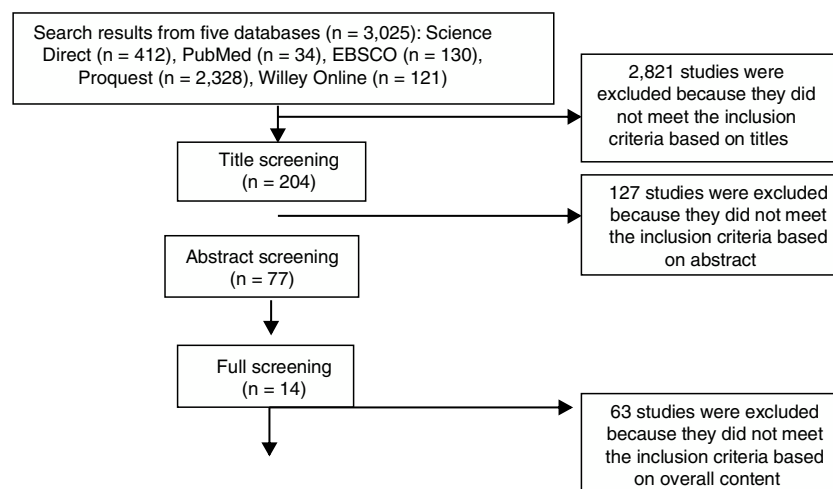 Search results from five databases (n = 3,025): Science
Direct (n = 412), PubMed (n = 34), EBSCO (n = 130),
Proquest (n = 2,328), Willey Online (n = 121)
2,821 studies were
excluded because they did
not meet the inclusion
criteria based on titles
Title screening
(n = 204)
127 studies were excluded
because they did not meet
the inclusion criteria based
on abstract
Abstract screening
(n = 77)
Full screening
(n = 14)
63 studies were excluded
because they did not meet
the inclusion criteria based
on overall content